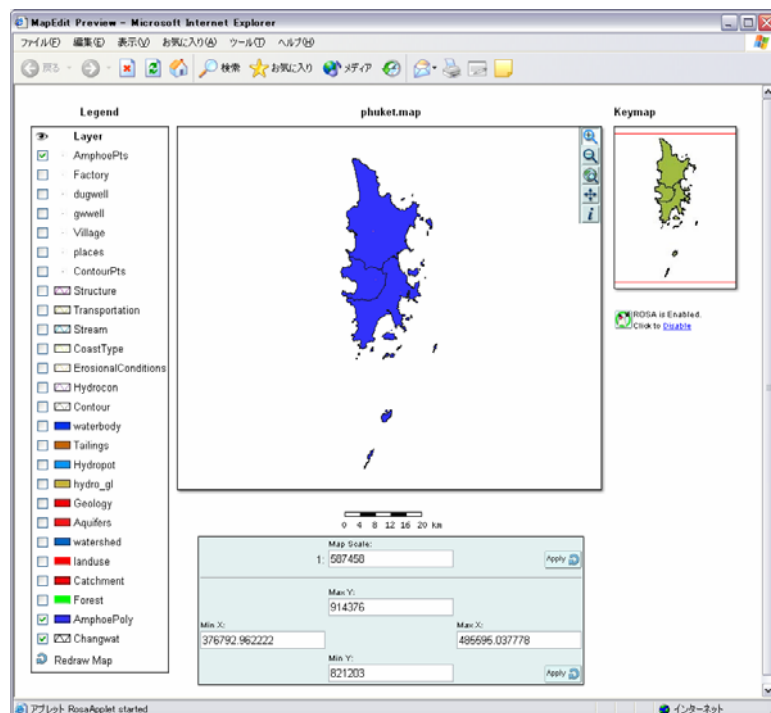 MapEdit Preview - Microsoft Internet Explorer
ファイル(F) 編集(E) 表示(V) お気に入り(A) ツール(T) ヘルプ(H)
戻る 検索 お気に入り メディア
Legend
phuket.map
Keymap
Layer
AmphoePts
Factory
dugwell
gwwell
Village
places
ContourPts
Structure
Transportation
Stream
CoastType
ErosionalConditions
Hydrocon
Contour
waterbody
Tailings
Hydropot
hydro_gl
Geology
Aquifers
watershed
landuse
Catchment
Forest
AmphoePoly
Changwat
Redraw Map
ROSA is Enabled.
Click to Disable
0 4 8 12 16 20 km
Map Scale:
1: 587458 Apply
Max Y:
914376
Min X: Max X:
376792.962222 485595.037778
Min Y:
821203 Apply
アプレット RosaApplet started インターネット